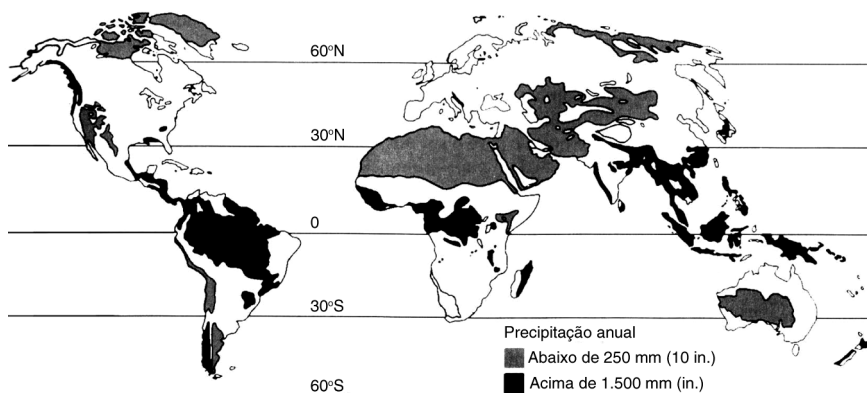 60°N
30°N
0
30°S
60°S
Precipitação anual
Abaixo de 250 mm (10 in.)
Acima de 1.500 mm (in.)